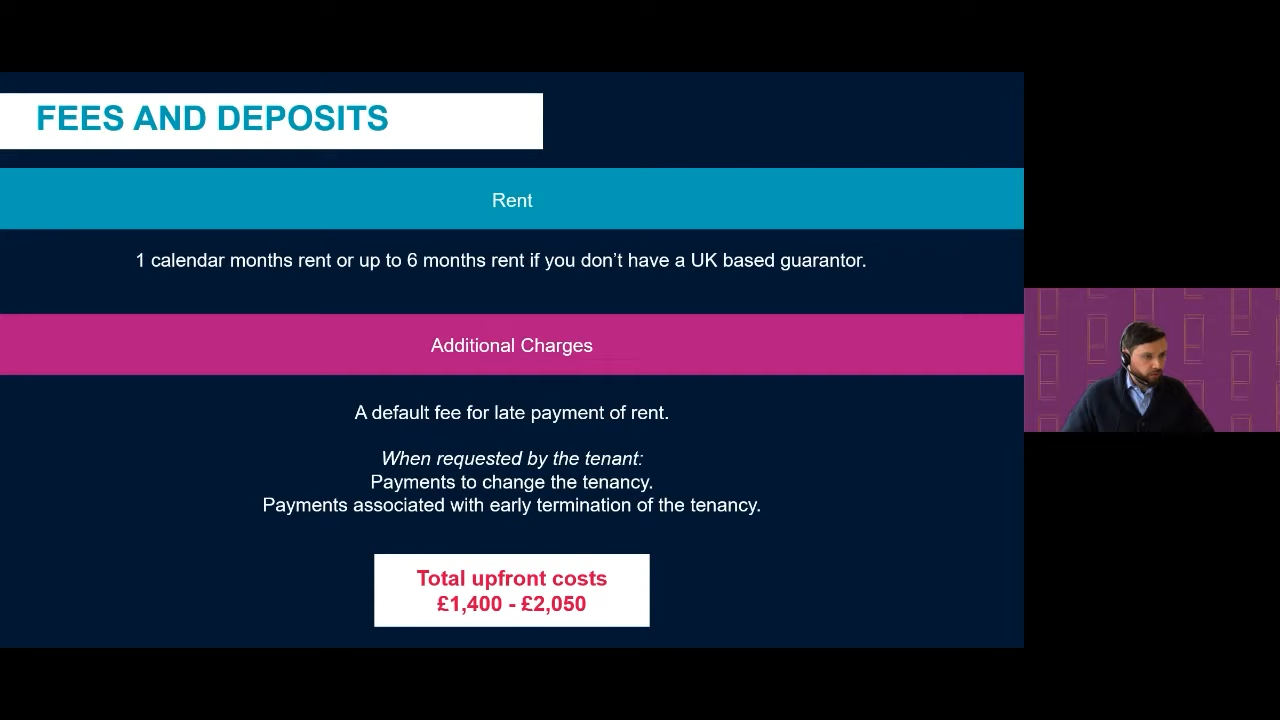 FEES AND DEPOSITS
Rent
1 calendar months rent or up to 6 months rent if you don’t have a UK based guarantor.
Additional Charges
A default fee for late payment of rent.
When requested by the tenant:
Payments to change the tenancy.
Payments associated with early termination of the tenancy.
Total upfront costs
£1,400 - £2,050